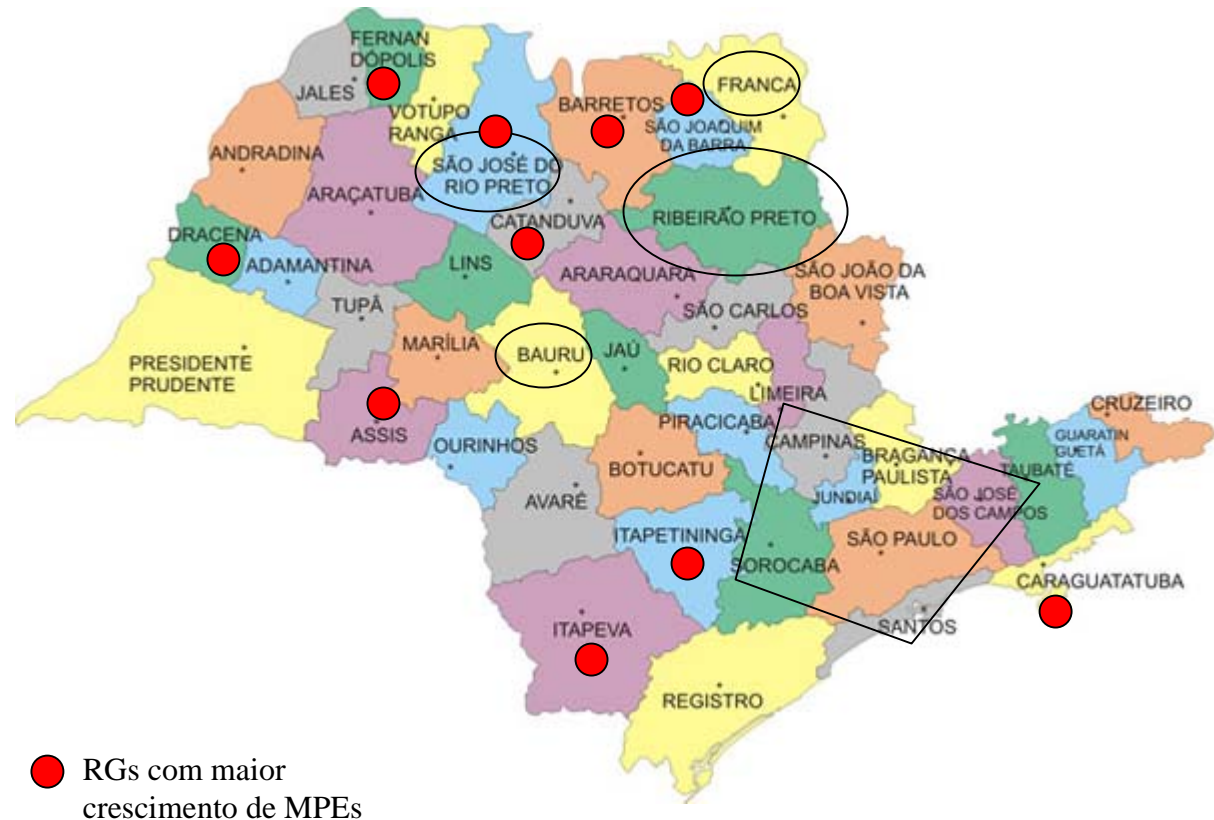 FERNAN
DÓPOLIS
JALES
VOTUPO
RANGA
BARRETOS
FRANCA
SÃO JOAQUIM
DA BARRA
ANDRADINA
SÃO JOSÉ DO
RIO PRETO
ARAÇATUBA
CATANDUVA
RIBEIRÃO PRETO
DRACENA
ADAMANTINA
LINS
ARARAQUARA
SÃO JOÃO DA
BOA VISTA
TUPÃ
SÃO CARLOS
PRESIDENTE
PRUDENTE
MARÍLIA
BAURU
JAÚ
RIO CLARO
LIMEIRA
ASSIS
OURINHOS
BOTUCATU
PIRACICABA
CAMPINAS
BRAGANÇA
PAULISTA
CRUZEIRO
GUARATIN
GUETÁ
TAUBATÉ
AVARÉ
JUNDIAÍ
SÃO JOSÉ
DOS CAMPOS
ITAPETININGA
SOROCABA
SÃO PAULO
CARAGUATATUBA
SANTOS
ITAPEVA
REGISTRO
RGs com maior
crescimento de MPEs